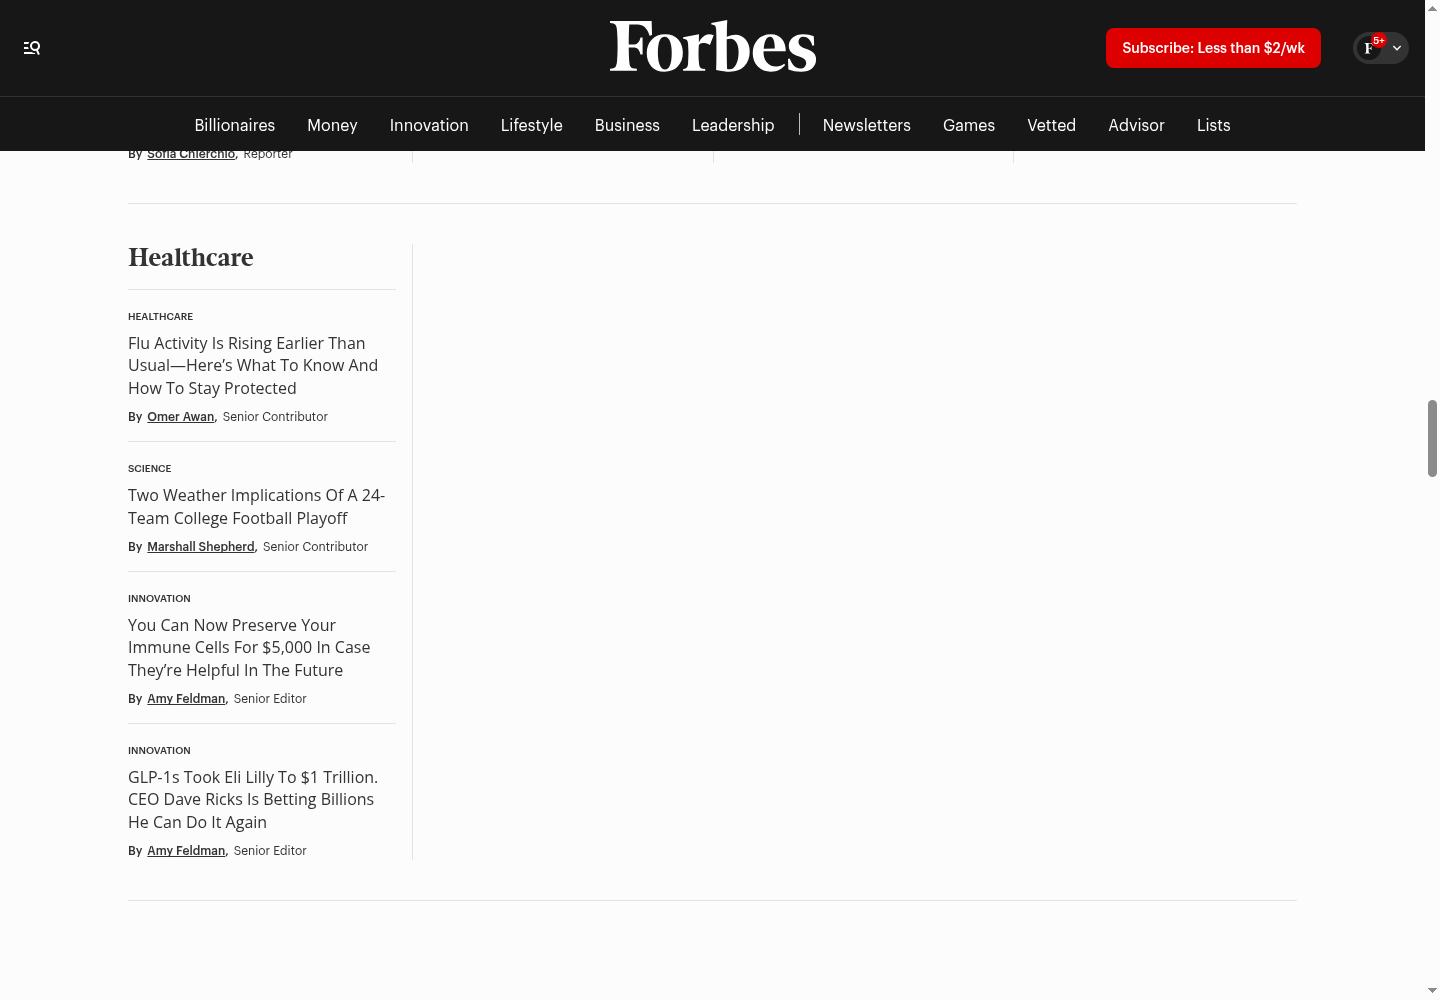 Forbes
Subscribe: Less than $2/wk
F
5+
Billionaires
Money
Innovation
Lifestyle
Business
Leadership
Newsletters
Games
Vetted
Advisor
Lists
By Sofia Chierchio, Reporter
Healthcare
HEALTHCARE
Flu Activity Is Rising Earlier Than
Usual—Here’s What To Know And
How To Stay Protected
By Omer Awan, Senior Contributor
SCIENCE
Two Weather Implications Of A 24-
Team College Football Playoff
By Marshall Shepherd, Senior Contributor
INNOVATION
You Can Now Preserve Your
Immune Cells For $5,000 In Case
They’re Helpful In The Future
By Amy Feldman, Senior Editor
INNOVATION
GLP-1s Took Eli Lilly To $1 Trillion.
CEO Dave Ricks Is Betting Billions
He Can Do It Again
By Amy Feldman, Senior Editor